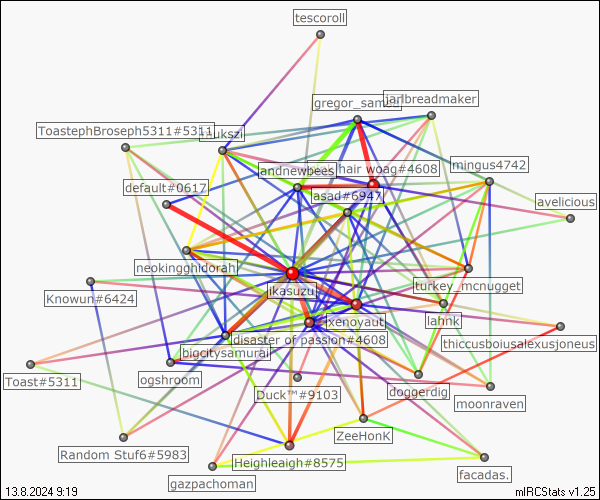 tescoroll
gregor_samsa
jarlbreadmaker
ToastephBroseph5311#5311
mingus4742
andnewbees
hair woag#4608
default#0617
asad#6947
avelicious
neokingghidorah
turkey_mcnugget
jkasuzu
Knowun#6424
xenoyaut
lahnk
disaster of passion#4608
thiccusboiusalexusjoneus
bigcitysamurai
Toast#5311
ogshroom
Duck™#9103
doggerdig
moonraven
ZeeHonK
Random Stuf6#5983
Heighleaigh#8575
gazpachoman
facadas.
13.8.2024 9:19
mIRCStats v1.25